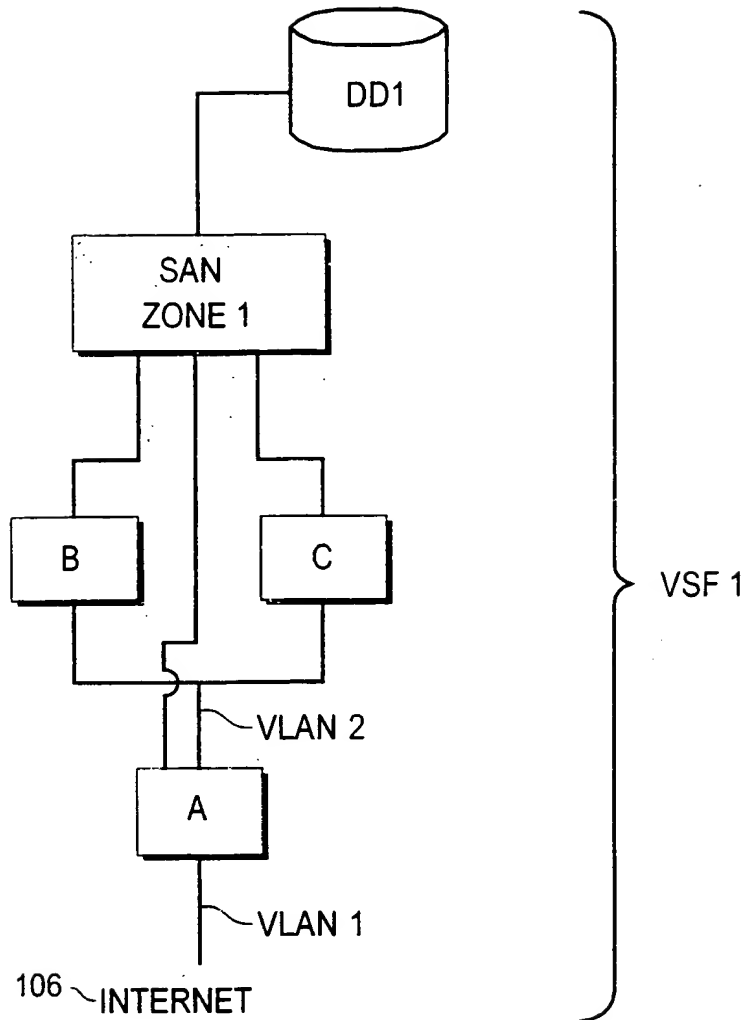 DD1
SAN
ZONE 1
B
C
VSF 1
VLAN 2
A
VLAN 1
106 INTERNET